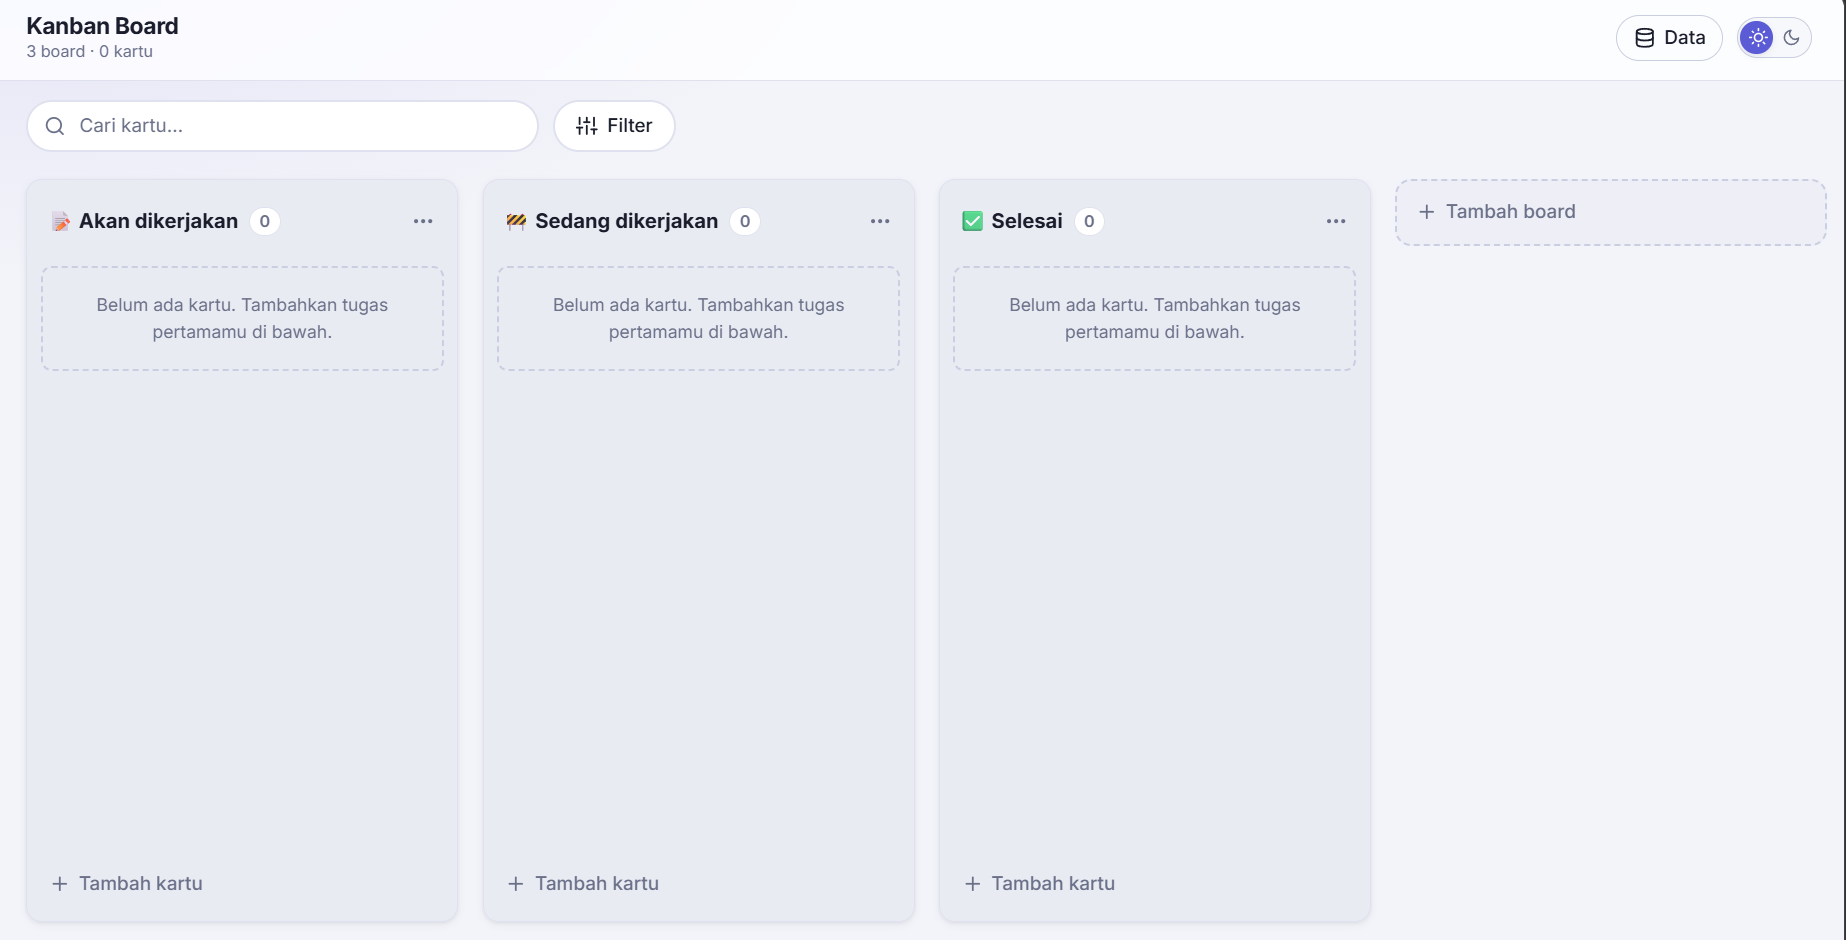 Kanban Board
3 board · 0 kartu
Data
Cari kartu...
Filter
📝 Akan dikerjakan 0
Belum ada kartu. Tambahkan tugas
pertamamu di bawah.
+ Tambah kartu
🚧 Sedang dikerjakan 0
Belum ada kartu. Tambahkan tugas
pertamamu di bawah.
+ Tambah kartu
✅ Selesai 0
Belum ada kartu. Tambahkan tugas
pertamamu di bawah.
+ Tambah kartu
+ Tambah board